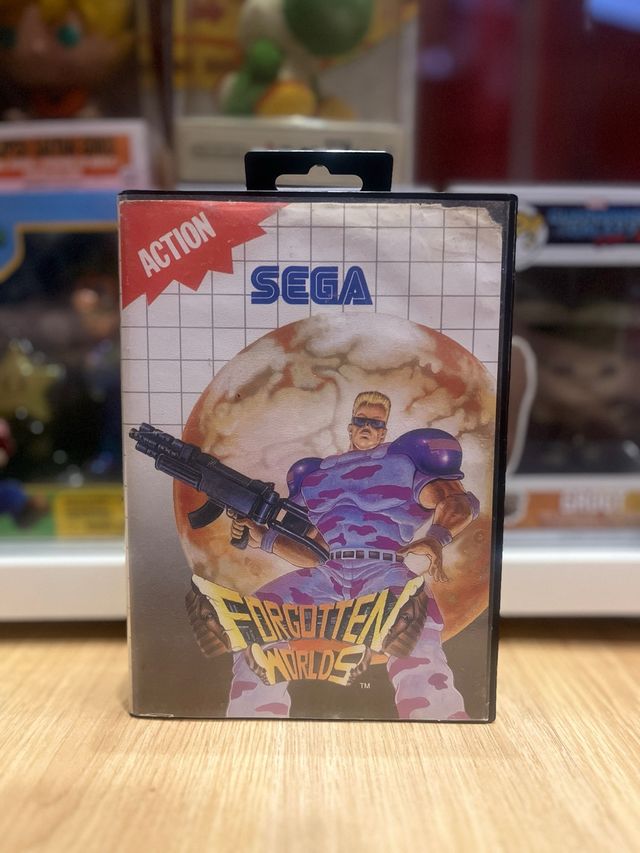 ACTION
SEGA
FORGOTTEN
WORLDS
TM